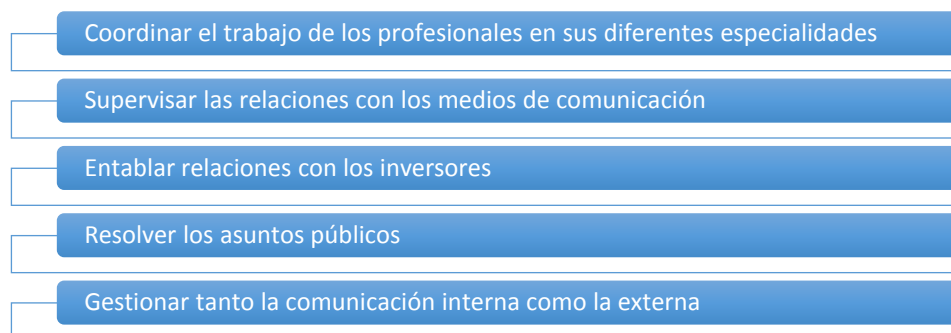 Coordinar el trabajo de los profesionales en sus diferentes especialidades
Supervisar las relaciones con los medios de comunicación
Entablar relaciones con los inversores
Resolver los asuntos públicos
Gestionar tanto la comunicación interna como la externa